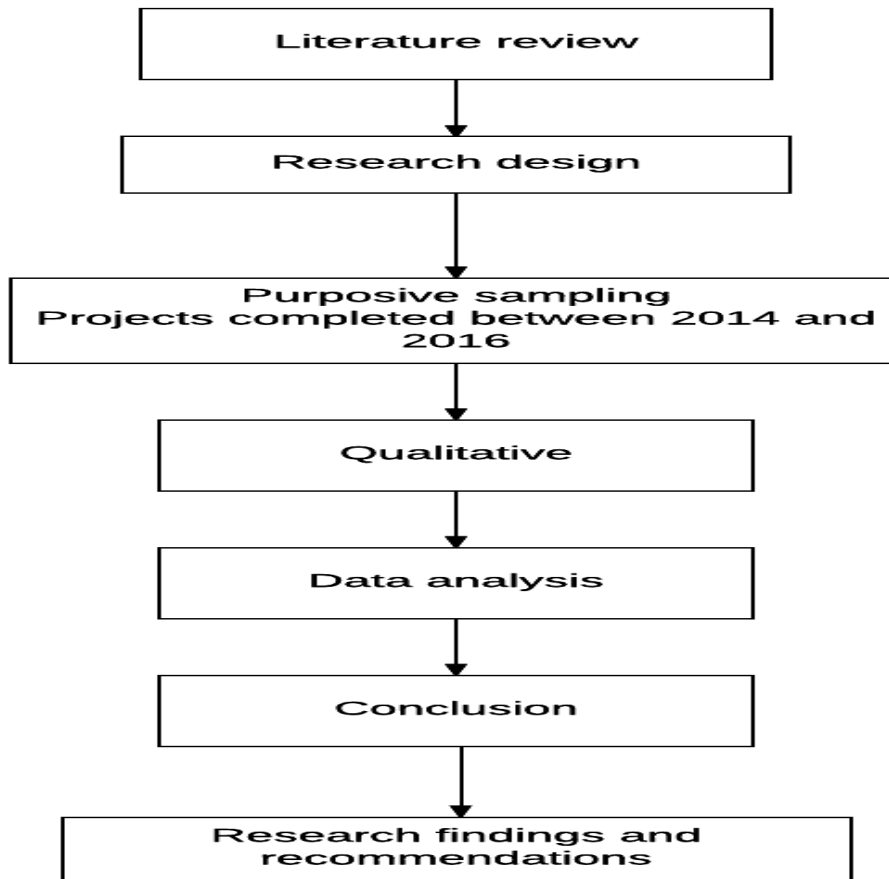 Literature review
Research design
Purposive sampling
Projects completed between 2014 and
2016
Qualitative
Data analysis
Conclusion
Research findings and
recommendations